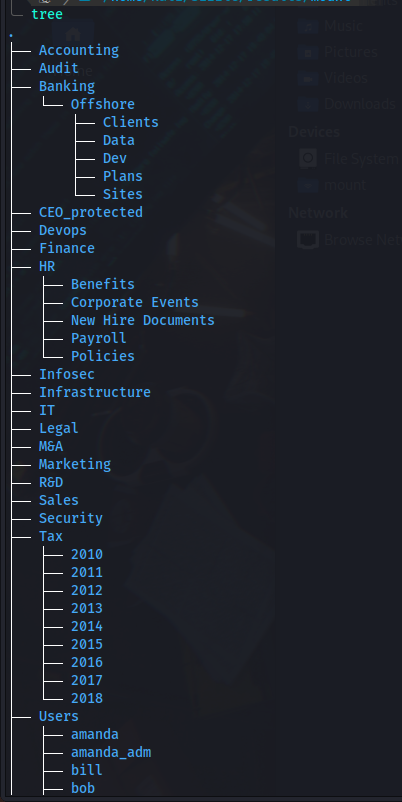 tree
.
├── Accounting
├── Audit
├── Banking
│   └── Offshore
│       ├── Clients
│       ├── Data
│       ├── Dev
│       ├── Plans
│       └── Sites
├── CEO_protected
├── Devops
├── Finance
├── HR
│   ├── Benefits
│   ├── Corporate Events
│   ├── New Hire Documents
│   ├── Payroll
│   └── Policies
├── Infosec
├── Infrastructure
├── IT
├── Legal
├── M&A
├── Marketing
├── R&D
├── Sales
├── Security
├── Tax
│   ├── 2010
│   ├── 2011
│   ├── 2012
│   ├── 2013
│   ├── 2014
│   ├── 2015
│   ├── 2016
│   ├── 2017
│   └── 2018
├── Users
│   ├── amanda
│   ├── amanda_adm
│   ├── bill
│   ├── bob
Music
Pictures
Videos
Downloads
Devices
File System
mount
Network
Browse Net